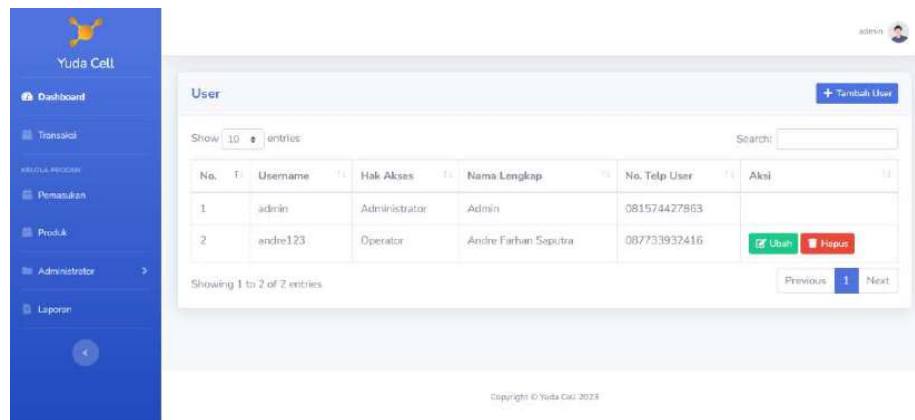 admin
Yuda Cell
Dashboard
Transaksi
KELOLA PRODUK
Pemasukan
Produk
Administrator
Laporan
User
+ Tambah User
Show 10 entries
Search:
No. Username Hak Akses Nama Lengkap No. Telp User Aksi
1 admin Administrator Admin 081574427863
2 andre123 Operator Andre Farhan Saputra 087733932416 Ubah Hapus
Showing 1 to 2 of 2 entries
Previous 1 Next
Copyright © Yuda Cell 2023